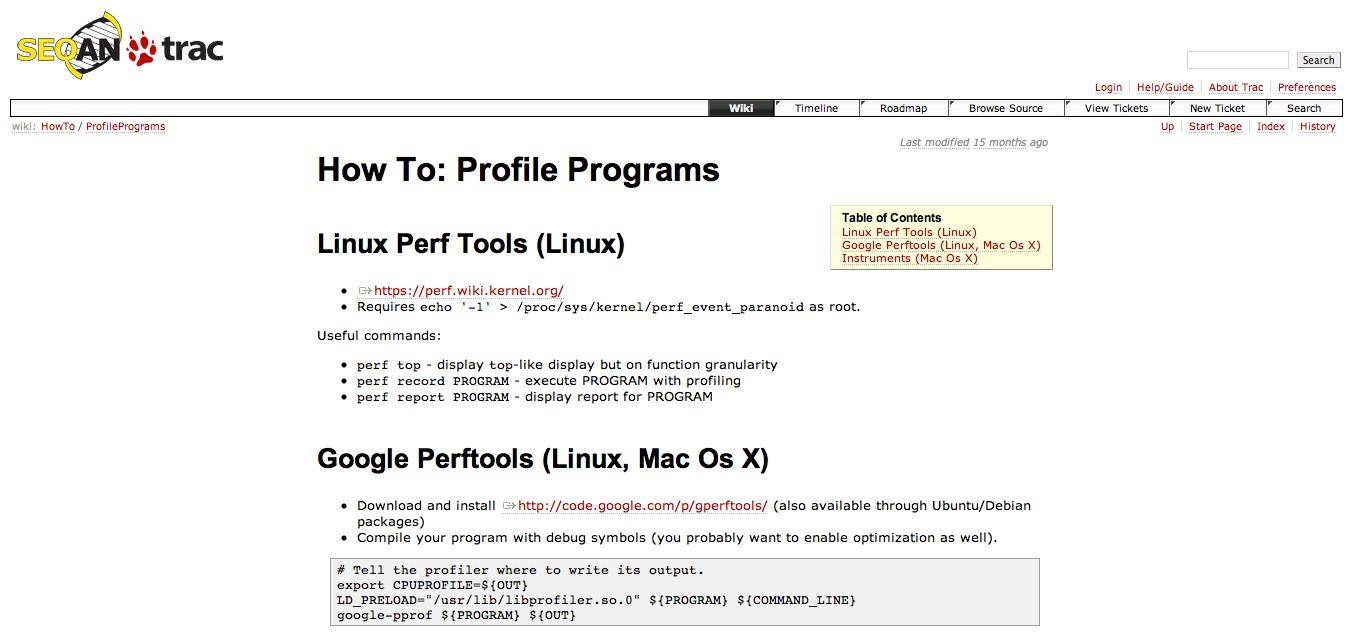 SEQAN trac
Search
Login Help/Guide About Trac Preferences
Wiki Timeline Roadmap Browse Source View Tickets New Ticket Search
wiki: HowTo / ProfilePrograms
Up Start Page Index History
Last modified 15 months ago
How To: Profile Programs
Table of Contents
Linux Perf Tools (Linux)
Google Perftools (Linux, Mac Os X)
Instruments (Mac Os X)
Linux Perf Tools (Linux)
• https://perf.wiki.kernel.org/
• Requires echo '-1' > /proc/sys/kernel/perf_event_paranoid as root.
Useful commands:
• perf top - display top-like display but on function granularity
• perf record PROGRAM - execute PROGRAM with profiling
• perf report PROGRAM - display report for PROGRAM
Google Perftools (Linux, Mac Os X)
• Download and install http://code.google.com/p/gperftools/ (also available through Ubuntu/Debian
packages)
• Compile your program with debug symbols (you probably want to enable optimization as well).
# Tell the profiler where to write its output.
export CPUPROFILE=${OUT}
LD_PRELOAD="/usr/lib/libprofiler.so.0" ${PROGRAM} ${COMMAND_LINE}
google-pprof ${PROGRAM} ${OUT}